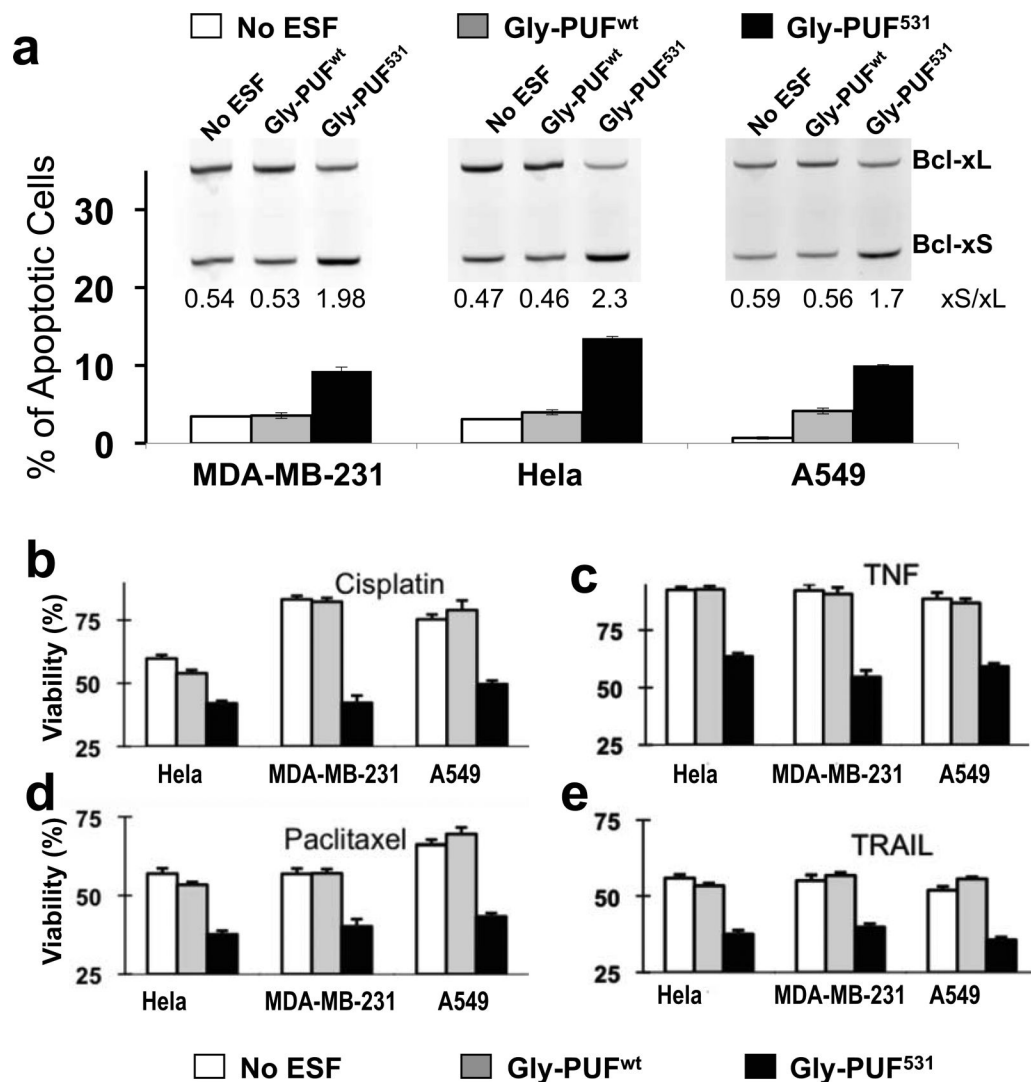 No ESF Gly-PUFwt Gly-PUF531
a
No ESF Gly-PUFwt Gly-PUF531 No ESF Gly-PUFwt Gly-PUF531 No ESF Gly-PUFwt Gly-PUF531
Bcl-xL
Bcl-xS
0.54 0.53 1.98 0.47 0.46 2.3 0.59 0.56 1.7 xS/xL
% of Apoptotic Cells
30
20
10
0
MDA-MB-231 Hela A549
b
Cisplatin
Viability (%)
75
50
25
Hela MDA-MB-231 A549
c
TNF
75
50
25
Hela MDA-MB-231 A549
d
Paclitaxel
Viability (%)
75
50
25
Hela MDA-MB-231 A549
e
TRAIL
75
50
25
Hela MDA-MB-231 A549
No ESF Gly-PUFwt Gly-PUF531